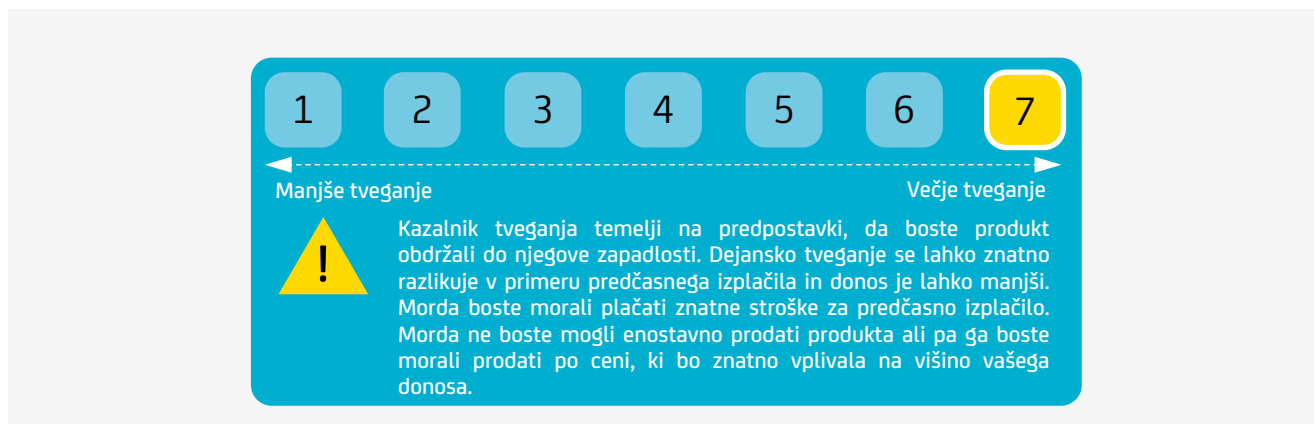 1 2 3 4 5 6 7
Manjše tveganje Večje tveganje
!
Kazalnik tveganja temelji na predpostavki, da boste produkt
obdržali do njegove zapadlosti. Dejansko tveganje se lahko znatno
razlikuje v primeru predčasnega izplačila in donos je lahko manjši.
Morda boste morali plačati znatne stroške za predčasno izplačilo.
Morda ne boste mogli enostavno prodati produkta ali pa ga boste
morali prodati po ceni, ki bo znatno vplivala na višino vašega
donosa.